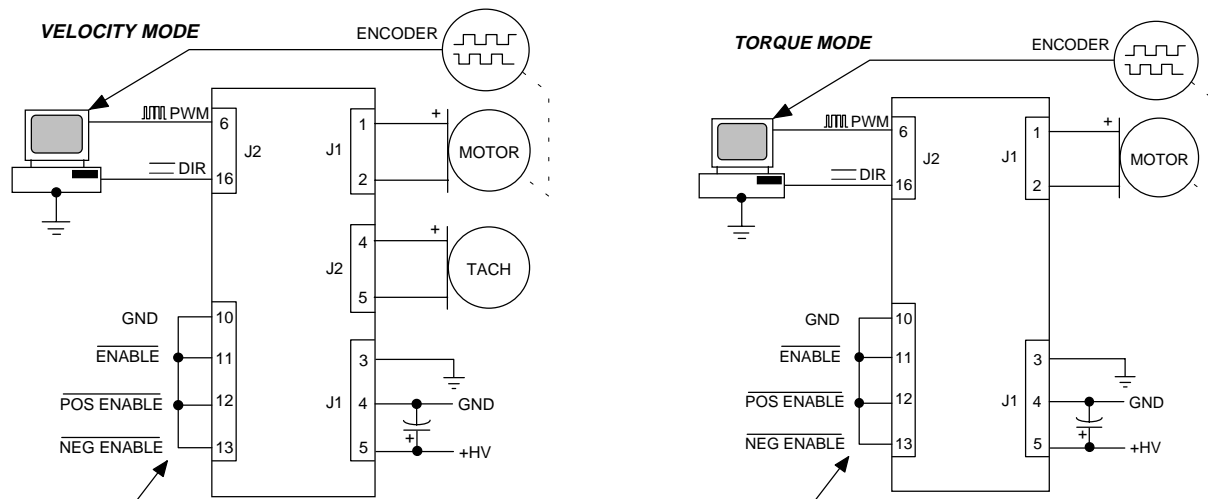 VELOCITY MODE
ENCODER
PWM
6
J2
DIR
16
1
J1
2
+
MOTOR
4
J2
5
+
TACH
GND
10
ENABLE
11
POS ENABLE
12
NEG ENABLE
13
3
J1
4
GND
5
+
+HV
TORQUE MODE
ENCODER
PWM
6
J2
DIR
16
1
J1
2
+
MOTOR
GND
10
ENABLE
11
POS ENABLE
12
NEG ENABLE
13
3
J1
4
GND
5
+
+HV